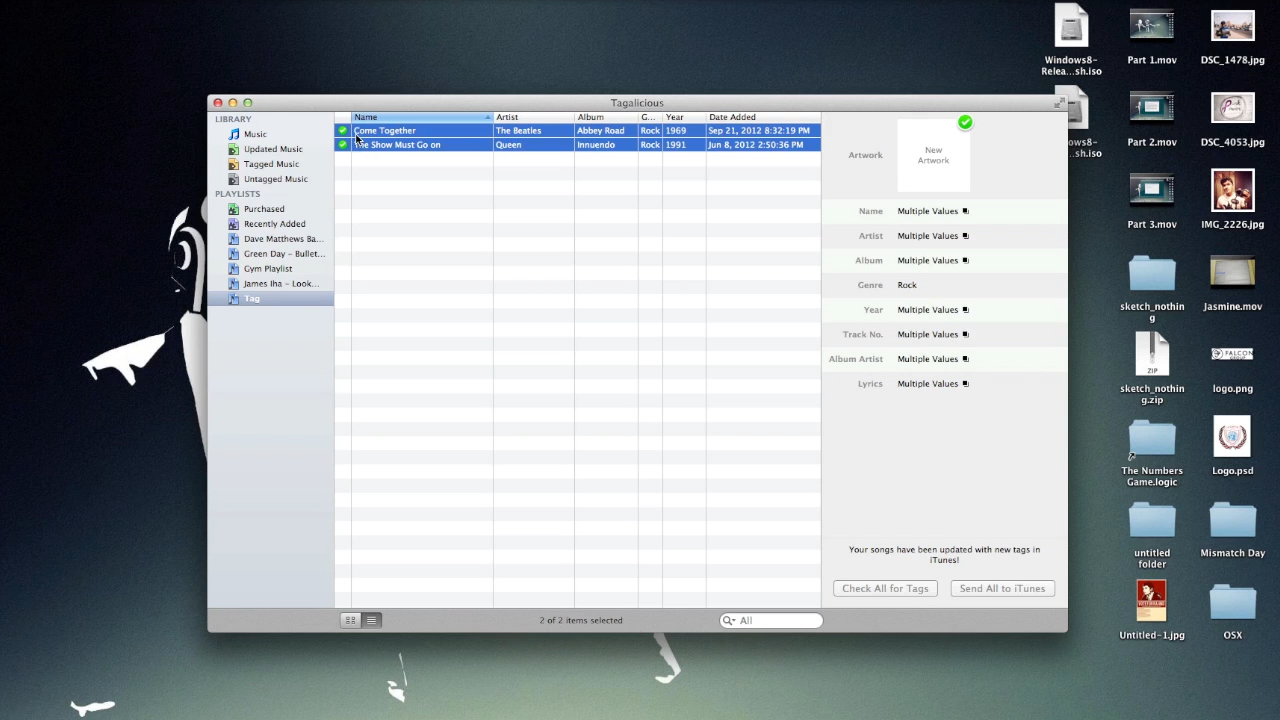 Tagalicious
LIBRARY
Music
Updated Music
Tagged Music
Untagged Music
PLAYLISTS
Purchased
Recently Added
Dave Matthews Ba...
Green Day – Bullet...
Gym Playlist
James Iha – Look...
Tag
Name Artist Album G... Year Date Added
Come Together The Beatles Abbey Road Rock 1969 Sep 21, 2012 8:32:19 PM
The Show Must Go on Queen Innuendo Rock 1991 Jun 8, 2012 2:50:36 PM
Artwork
New
Artwork
Name Multiple Values
Artist Multiple Values
Album Multiple Values
Genre Rock
Year Multiple Values
Track No. Multiple Values
Album Artist Multiple Values
Lyrics Multiple Values
Your songs have been updated with new tags in
iTunes!
Check All for Tags Send All to iTunes
2 of 2 items selected
All
Windows8-
Relea...sh.iso
Part 1.mov
DSC_1478.jpg
ows8-
...sh.iso
Part 2.mov
DSC_4053.jpg
Part 3.mov
IMG_2226.jpg
sketch_nothin
g
Jasmine.mov
ZIP
sketch_nothin
g.zip
FALCON
logo.png
The Numbers
Game.logic
Logo.psd
untitled
folder
Mismatch Day
Untitled-1.jpg
OSX